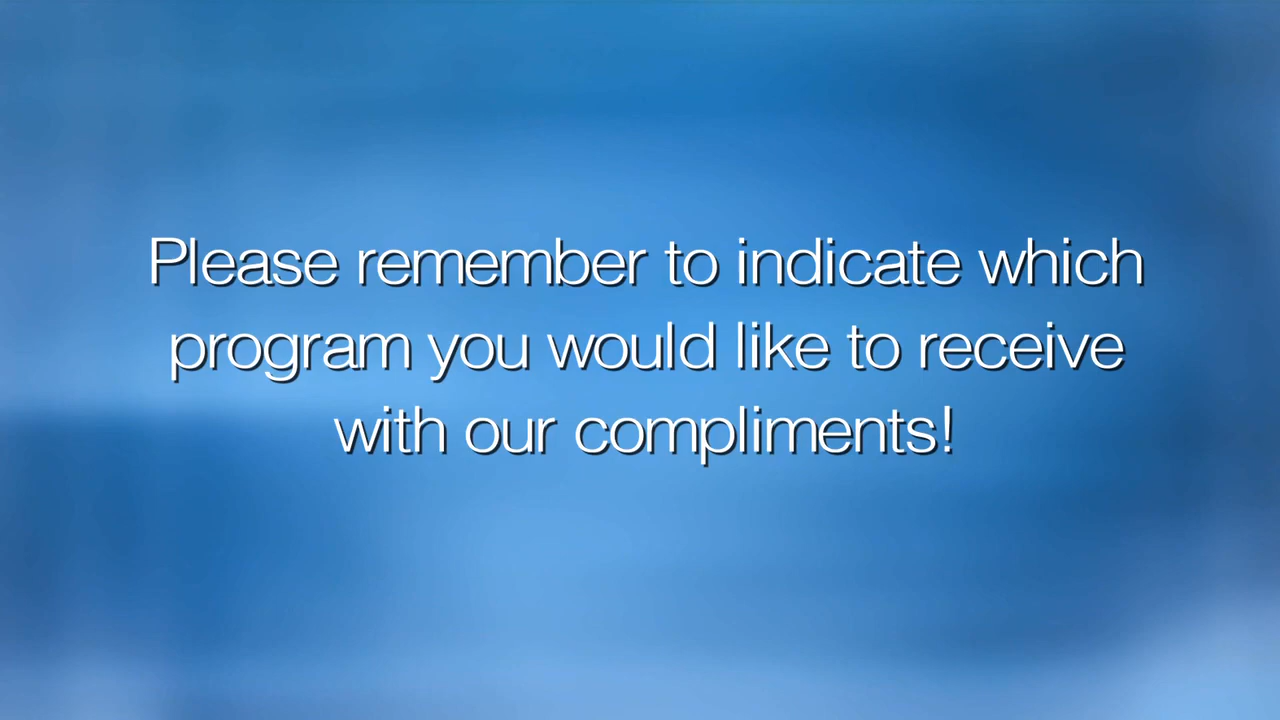 Please remember to indicate which
program you would like to receive
with our compliments!